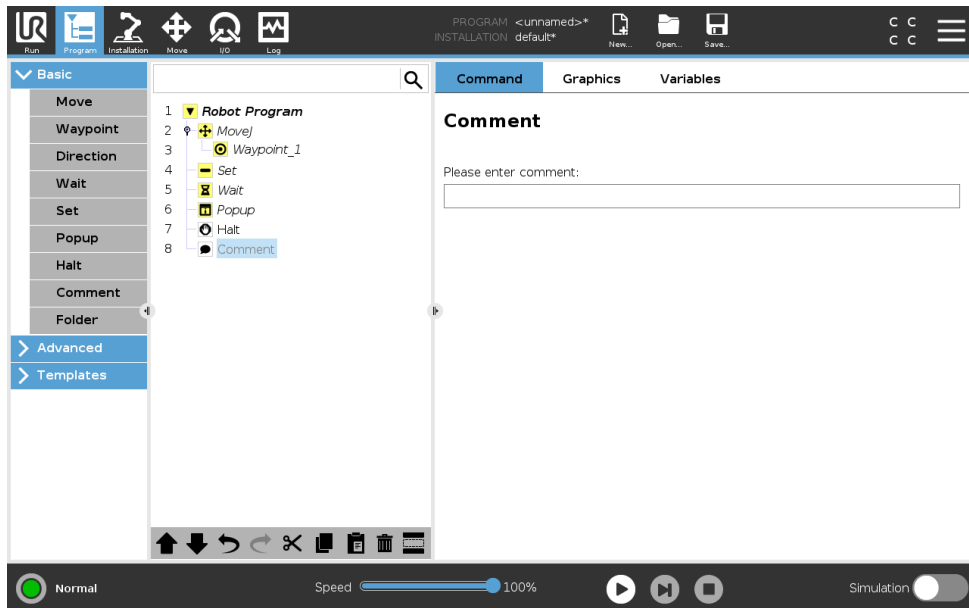 UR
PROGRAM <unnamed>*
INSTALLATION default*
C C
C C
Run Program Installation Move I/O Log New... Open... Save...
Basic
Command Graphics Variables
Move
Waypoint
Direction
Wait
Set
Popup
Halt
Comment
Folder
Advanced
Templates
1 Robot Program
2 MoveJ
3 Waypoint_1
4 Set
5 Wait
6 Popup
7 Halt
8 Comment
Comment
Please enter comment:
Normal Speed 100% Simulation